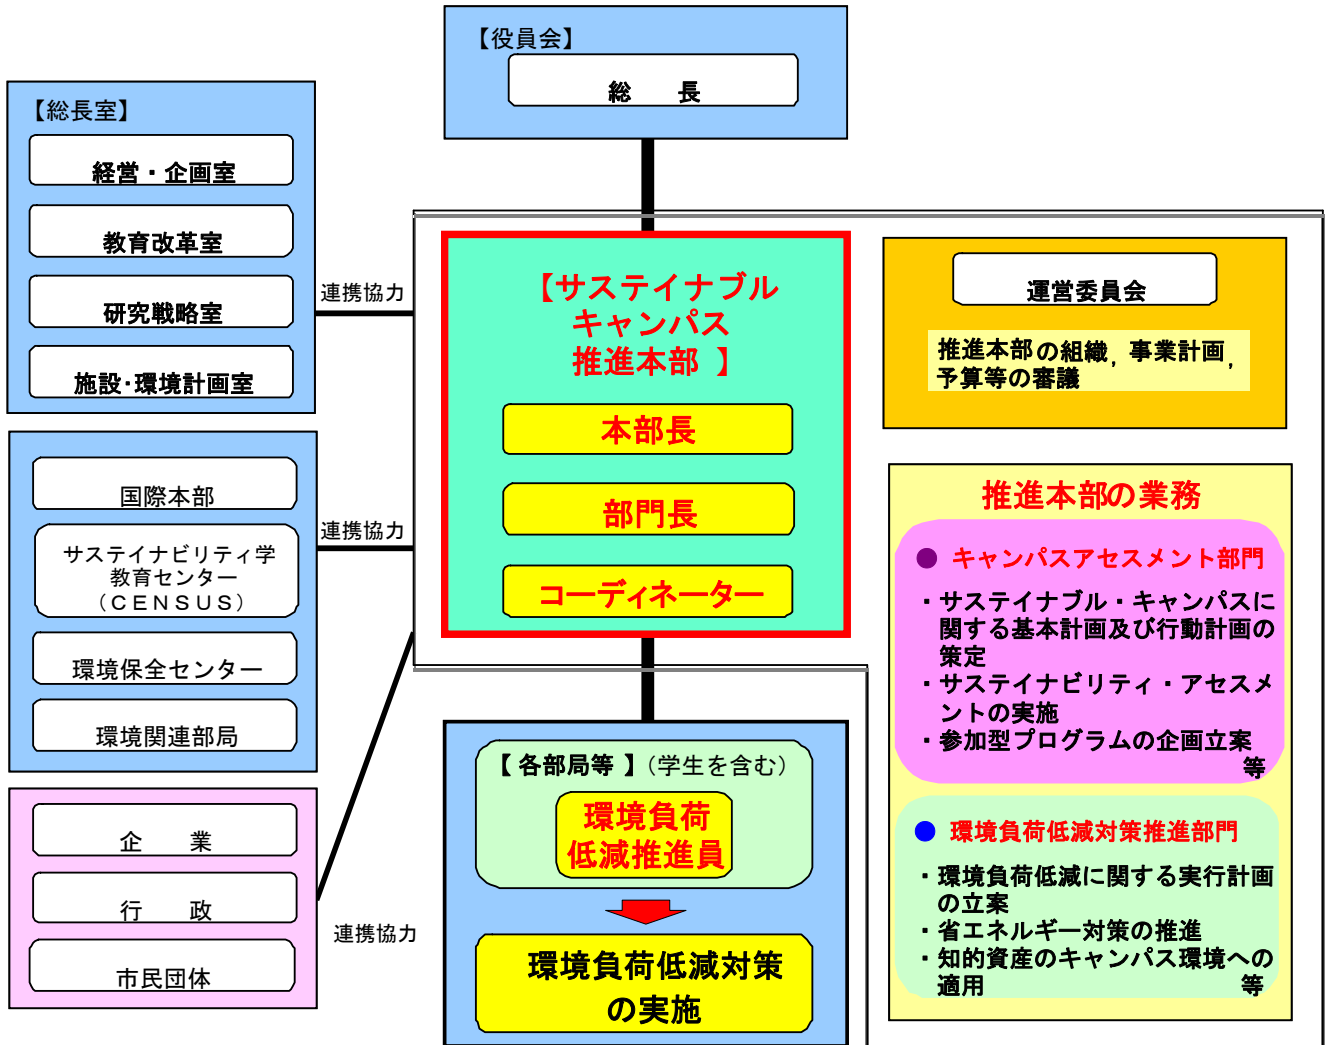 【役員会】
総　長
【総長室】
経営・企画室
教育改革室
研究戦略室
施設・環境計画室
連携協力
国際本部
サステイナビリティ学
教育センター
（ＣＥＮＳＵＳ）
環境保全センター
環境関連部局
連携協力
企　業
行　政
市民団体
連携協力
【サステイナブル
キャンパス
推進本部 】
本部長
部門長
コーディネーター
【 各部局等 】（学生を含む）
環境負荷
低減推進員
環境負荷低減対策
の実施
運営委員会
推進本部の組織，事業計画，
予算等の審議
推進本部の業務
● キャンパスアセスメント部門
・サステイナブル・キャンパスに
関する基本計画及び行動計画の
策定
・サステイナビリティ・アセスメ
ントの実施
・参加型プログラムの企画立案
等
● 環境負荷低減対策推進部門
・環境負荷低減に関する実行計画
の立案
・省エネルギー対策の推進
・知的資産のキャンパス環境への
適用　等